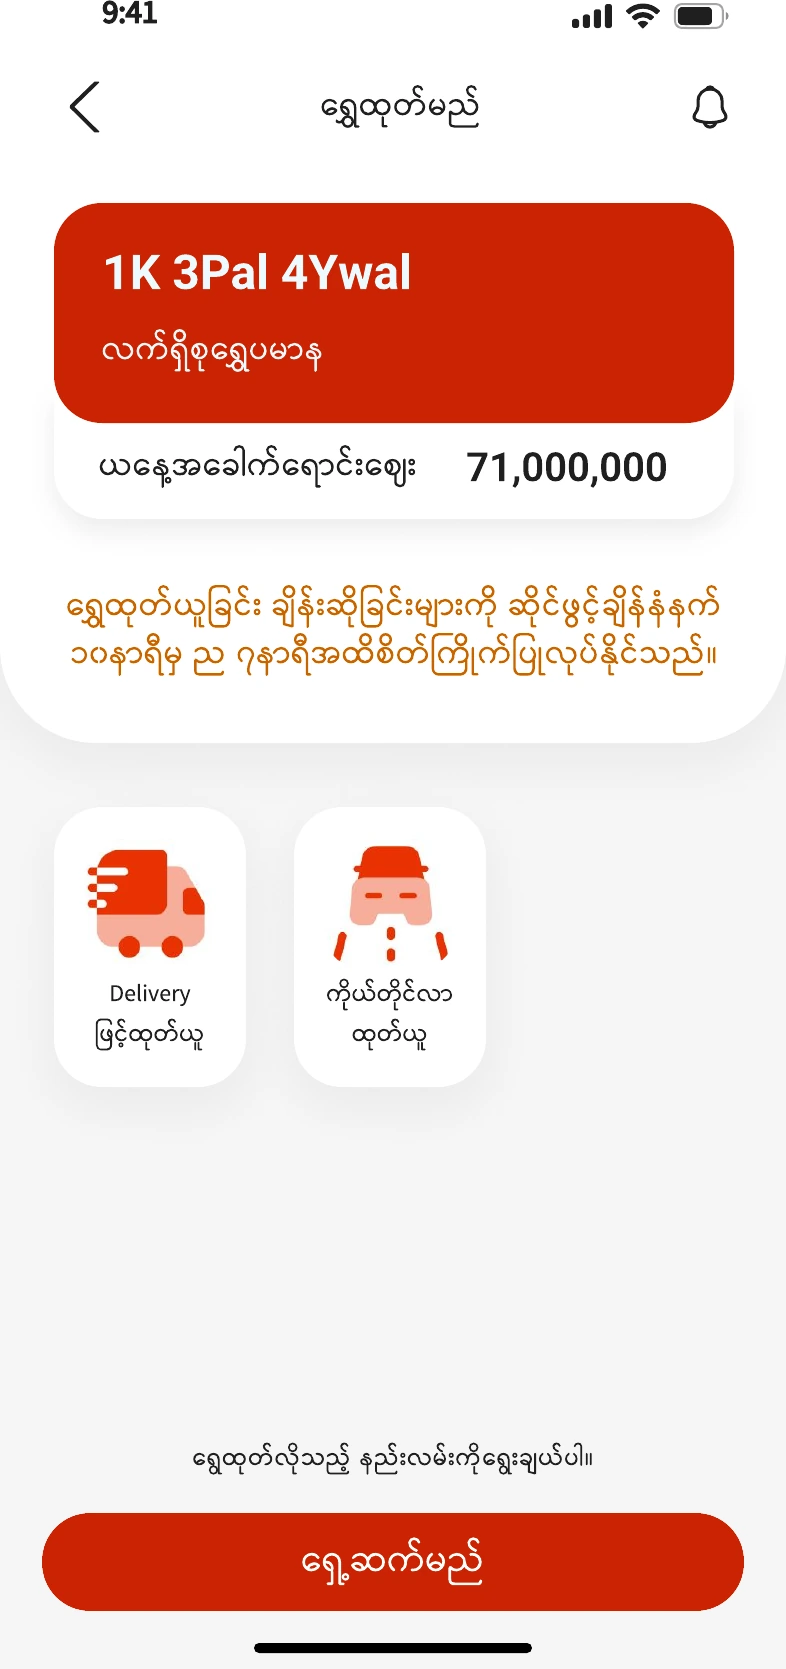 9:41
ရွှေထုတ်မည်
1K 3Pal 4Ywal
လက်ရှိစုရွှေပမာန
ယနေ့အခေါက်ရောင်းဈေး 71,000,000
ရွှေထုတ်ယူခြင်း ချိန်းဆိုခြင်းများကို ဆိုင်ဖွင့်ချိန်နံနက်
၁၀နာရီမှ ည ၇နာရီအထိစိတ်ကြိုက်ပြုလုပ်နိုင်သည်။
Delivery
ဖြင့်ထုတ်ယူ
ကိုယ်တိုင်လာ
ထုတ်ယူ
ရွှေထုတ်လိုသည့် နည်းလမ်းကိုရွေးချယ်ပါ။
ရှေ့ဆက်မည်